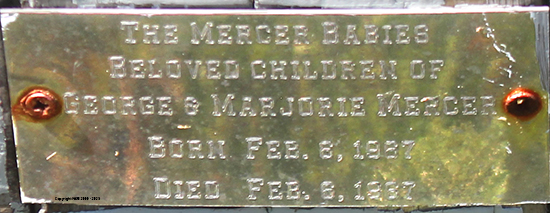 The Mercer Babies
Beloved children of
George & Marjorie Mercer
Born Feb. 6, 1937
Died Feb. 6, 1937